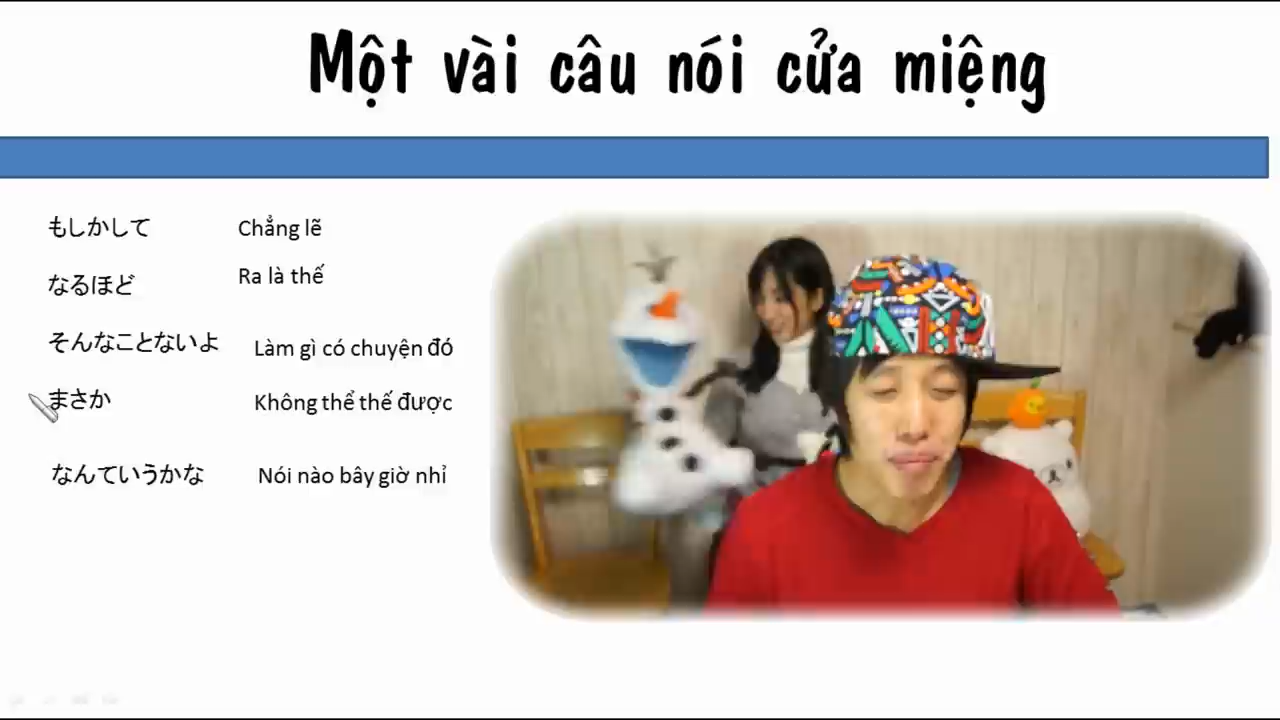 Một vài câu nói cửa miệng
もしかして Chẳng lẽ
なるほど Ra là thế
そんなことないよ Làm gì có chuyện đó
まさか Không thể thế được
なんていうかな Nói nào bây giờ nhỉ